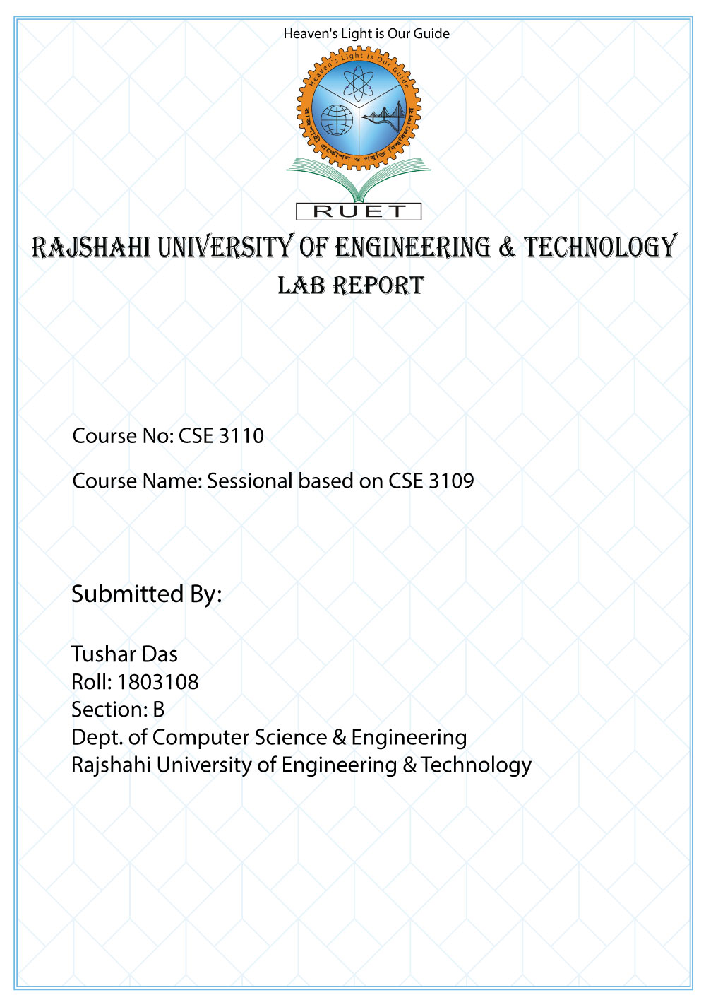 Heaven's Light is Our Guide
Heaven's Light is Our Guide
রাজশাহী প্রকৌশল ও প্রযুক্তি বিশ্ববিদ্যালয়
RUET
RAJSHAHI UNIVERSITY OF ENGINEERING & TECHNOLOGY
LAB REPORT
Course No: CSE 3110
Course Name: Sessional based on CSE 3109
Submitted By:
Tushar Das
Roll: 1803108
Section: B
Dept. of Computer Science & Engineering
Rajshahi University of Engineering & Technology